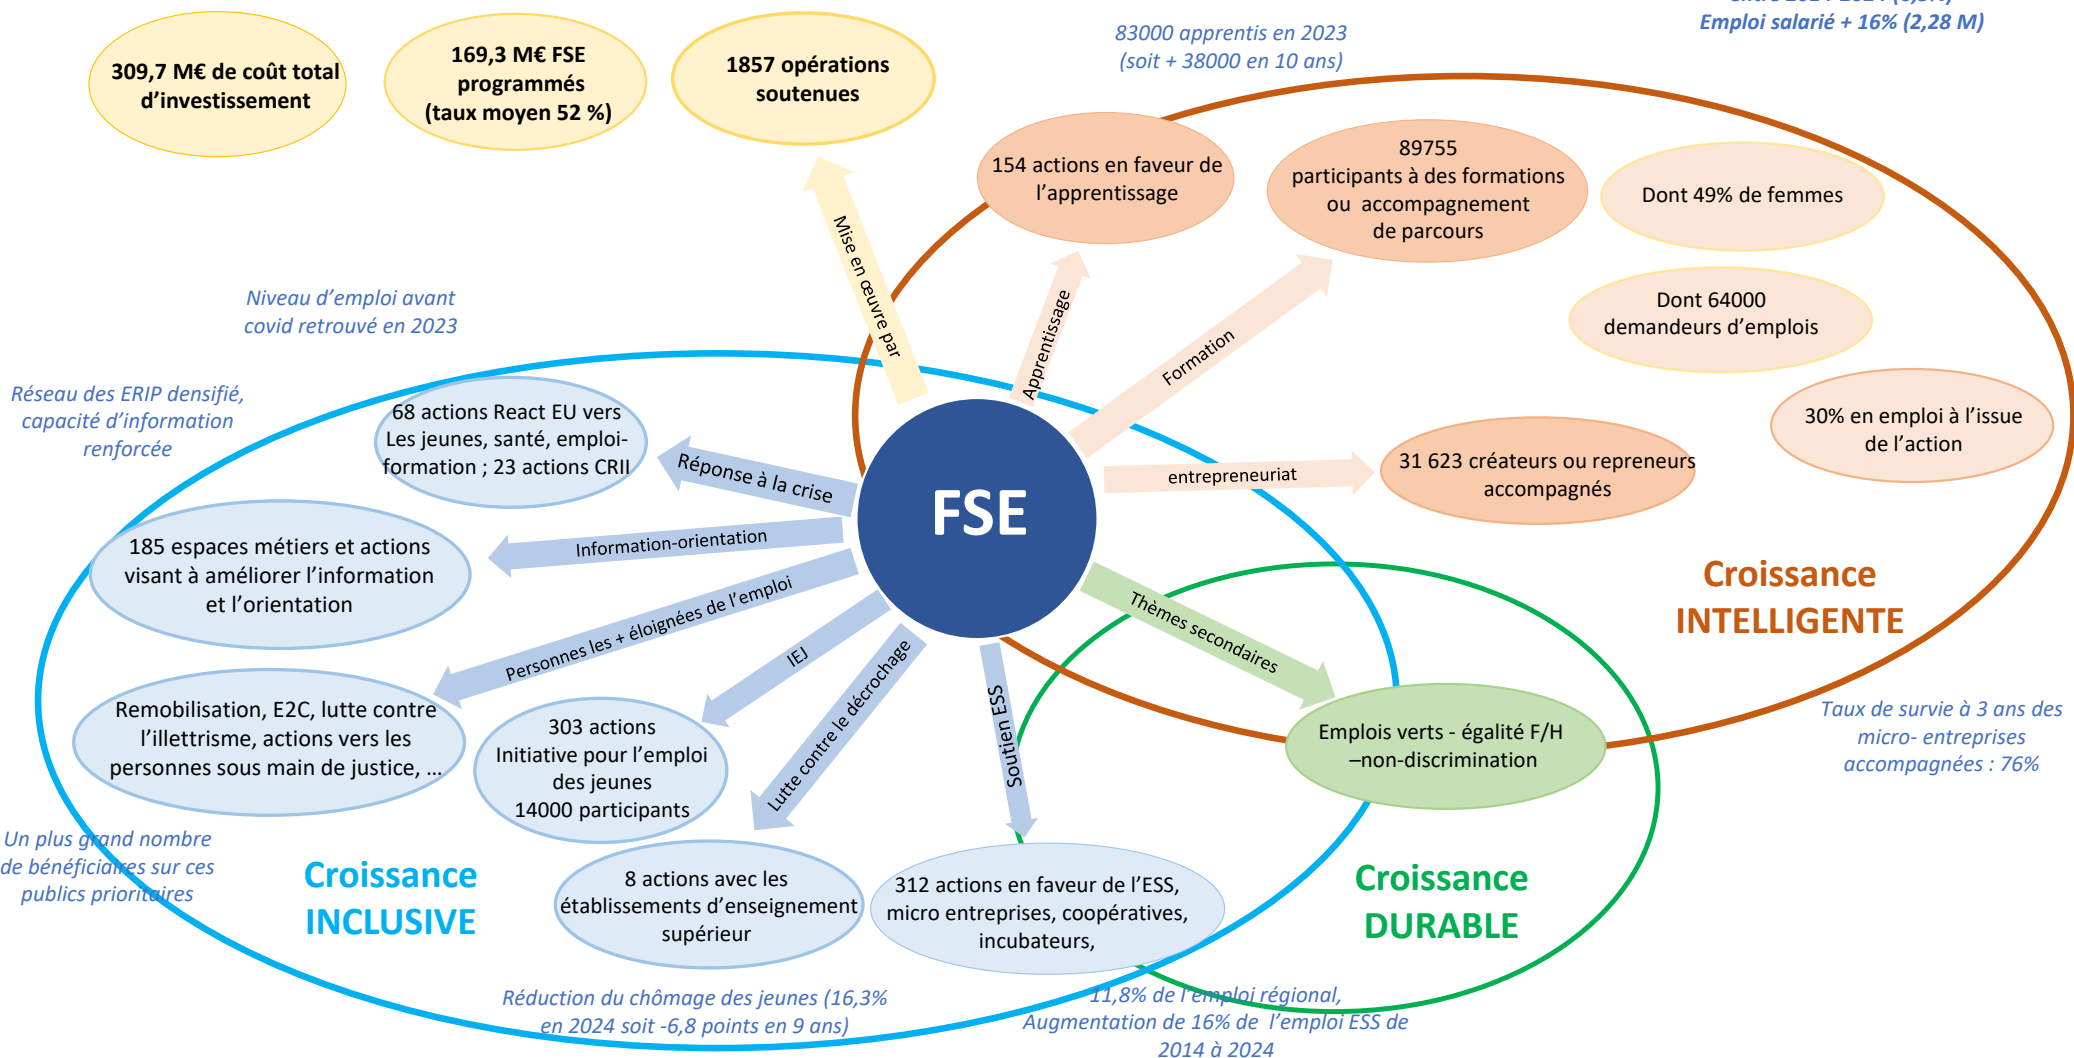 Emploi salarié + 16% (2,28 M)
83000 apprentis en 2023
(soit + 38000 en 10 ans)
309,7 M€ de coût total
d’investissement
169,3 M€ FSE
programmés
(taux moyen 52 %)
1857 opérations
soutenues
154 actions en faveur de
l’apprentissage
89755
participants à des formations
ou accompagnement
de parcours
Dont 49% de femmes
Dont 64000
demandeurs d’emplois
30% en emploi à l’issue
de l’action
31 623 créateurs ou repreneurs
accompagnés
Mise en œuvre par
Apprentissage
Formation
entrepreneuriat
Niveau d’emploi avant
covid retrouvé en 2023
Réseau des ERIP densifié,
capacité d’information
renforcée
68 actions React EU vers
Les jeunes, santé, emploi-
formation ; 23 actions CRII
Réponse à la crise
FSE
185 espaces métiers et actions
visant à améliorer l’information
et l’orientation
Information-orientation
Personnes les + éloignées de l’emploi
IEJ
Lutte contre le décrochage
Soutien ESS
Thèmes secondaires
Croissance
INTELLIGENTE
Remobilisation, E2C, lutte contre
l’illettrisme, actions vers les
personnes sous main de justice, …
303 actions
Initiative pour l’emploi
des jeunes
14000 participants
Emplois verts - égalité F/H
–non-discrimination
Taux de survie à 3 ans des
micro- entreprises
accompagnées : 76%
Un plus grand nombre
de bénéficiaires sur ces
publics prioritaires
Croissance
INCLUSIVE
8 actions avec les
établissements d’enseignement
supérieur
312 actions en faveur de l’ESS,
micro entreprises, coopératives,
incubateurs,
Croissance
DURABLE
Réduction du chômage des jeunes (16,3%
en 2024 soit -6,8 points en 9 ans)
11,8% de l’emploi régional,
Augmentation de 16% de l’emploi ESS de
2014 à 2024